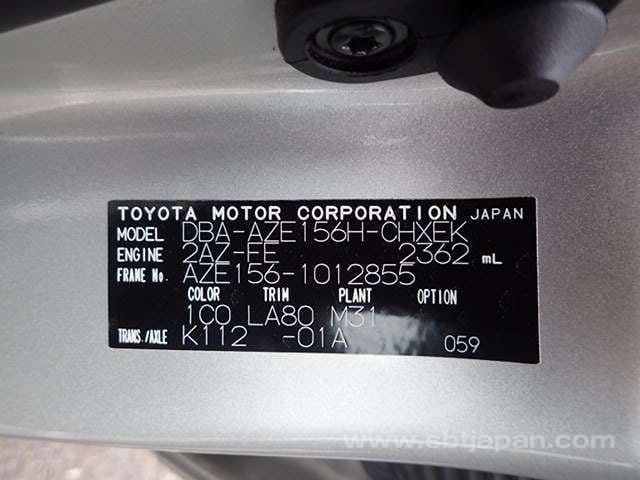 TOYOTA MOTOR CORPORATION JAPAN
MODEL DBA-AZE156H-CHXEK
ENGINE 2AZ-FE 2362 mL
FRAME No. AZE156-1012855
COLOR TRIM PLANT OPTION
1C0 LA80 M31
TRANS./AXLE K112 -01A 059
www.sbtjapan.com